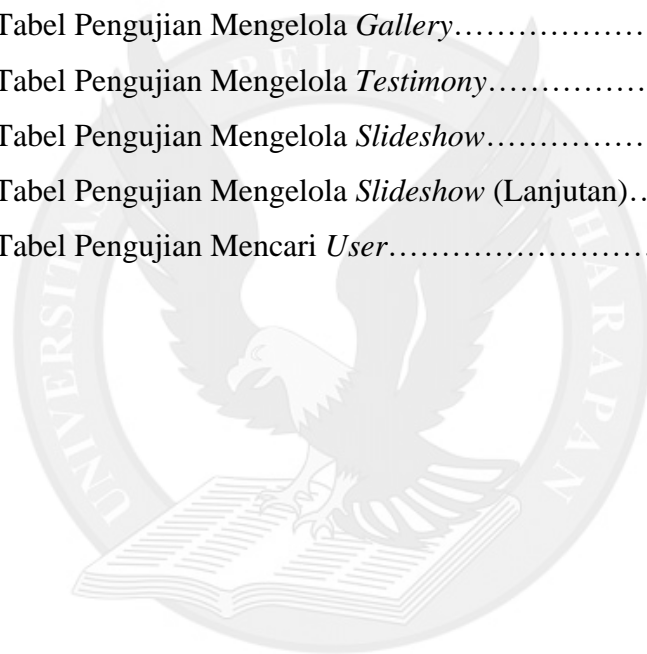 Tabel Pengujian Mengelola Gallery………………
Tabel Pengujian Mengelola Testimony……………
Tabel Pengujian Mengelola Slideshow……………
Tabel Pengujian Mengelola Slideshow (Lanjutan)…
Tabel Pengujian Mencari User……………………
UNIVERSITAS PELITA HARAPAN